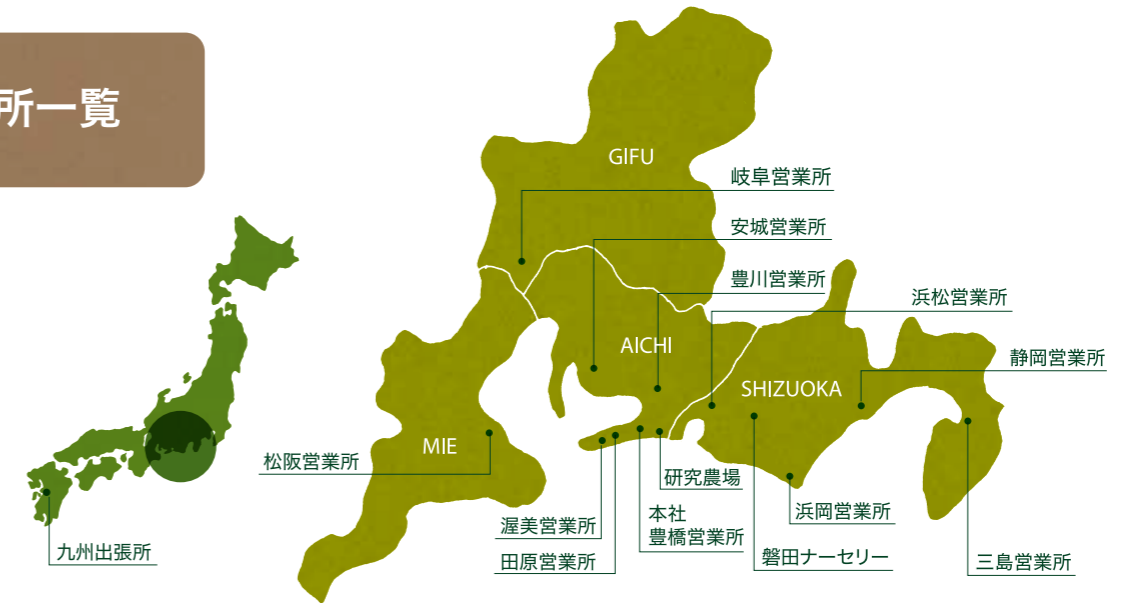 所一覧
GIFU
岐阜営業所
安城営業所
豊川営業所
浜松営業所
AICHI
静岡営業所
SHIZUOKA
MIE
松阪営業所
研究農場
渥美営業所
本社
豊橋営業所
浜岡営業所
田原営業所
磐田ナーセリー
三島営業所
九州出張所